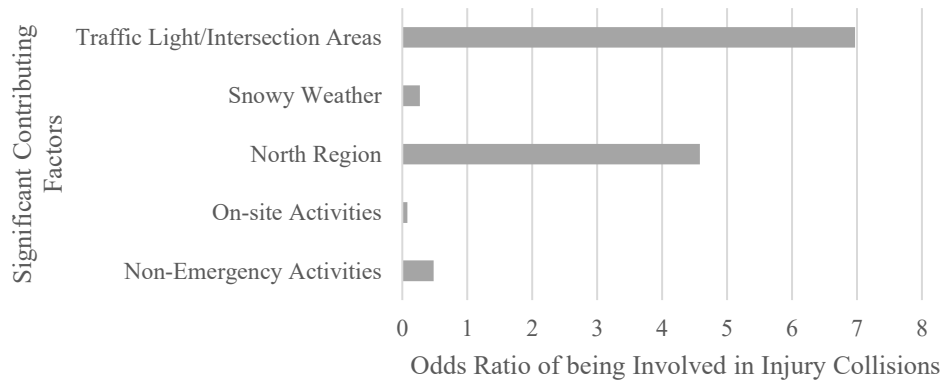 Significant Contributing
Factors
Traffic Light/Intersection Areas
Snowy Weather
North Region
On-site Activities
Non-Emergency Activities
0 1 2 3 4 5 6 7 8
Odds Ratio of being Involved in Injury Collisions